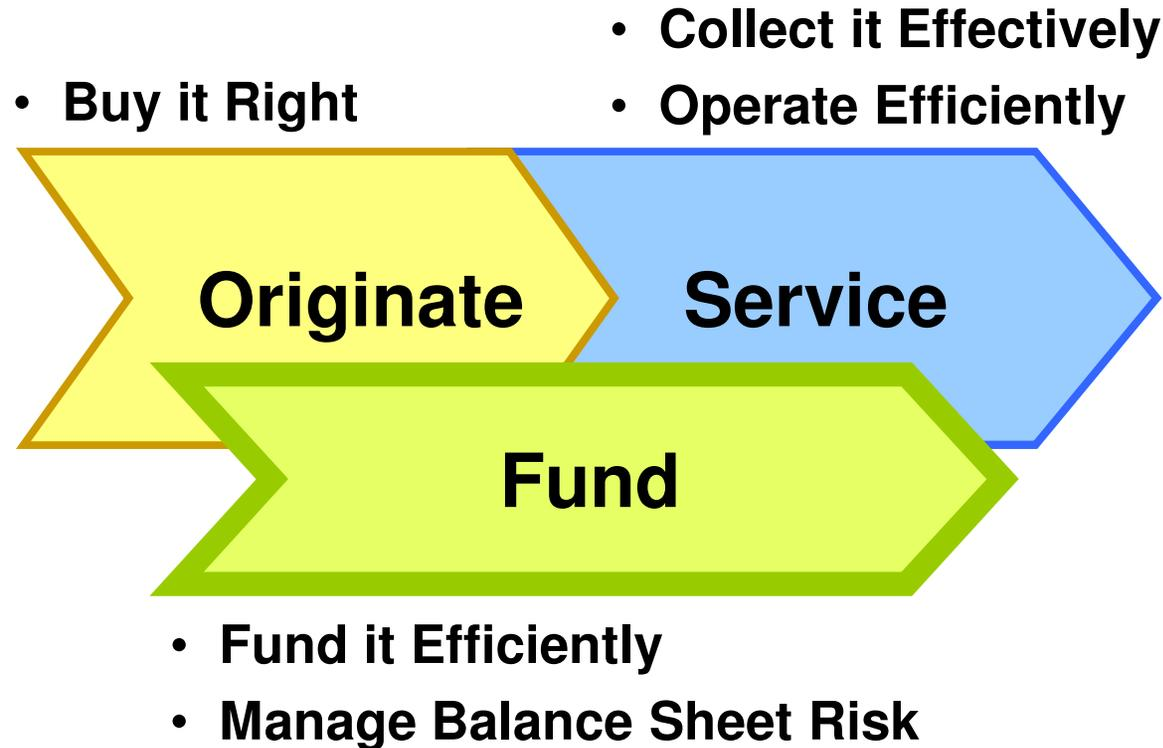 • Collect it Effectively
• Buy it Right
• Operate Efficiently
Originate
Service
Fund
• Fund it Efficiently
• Manage Balance Sheet Risk